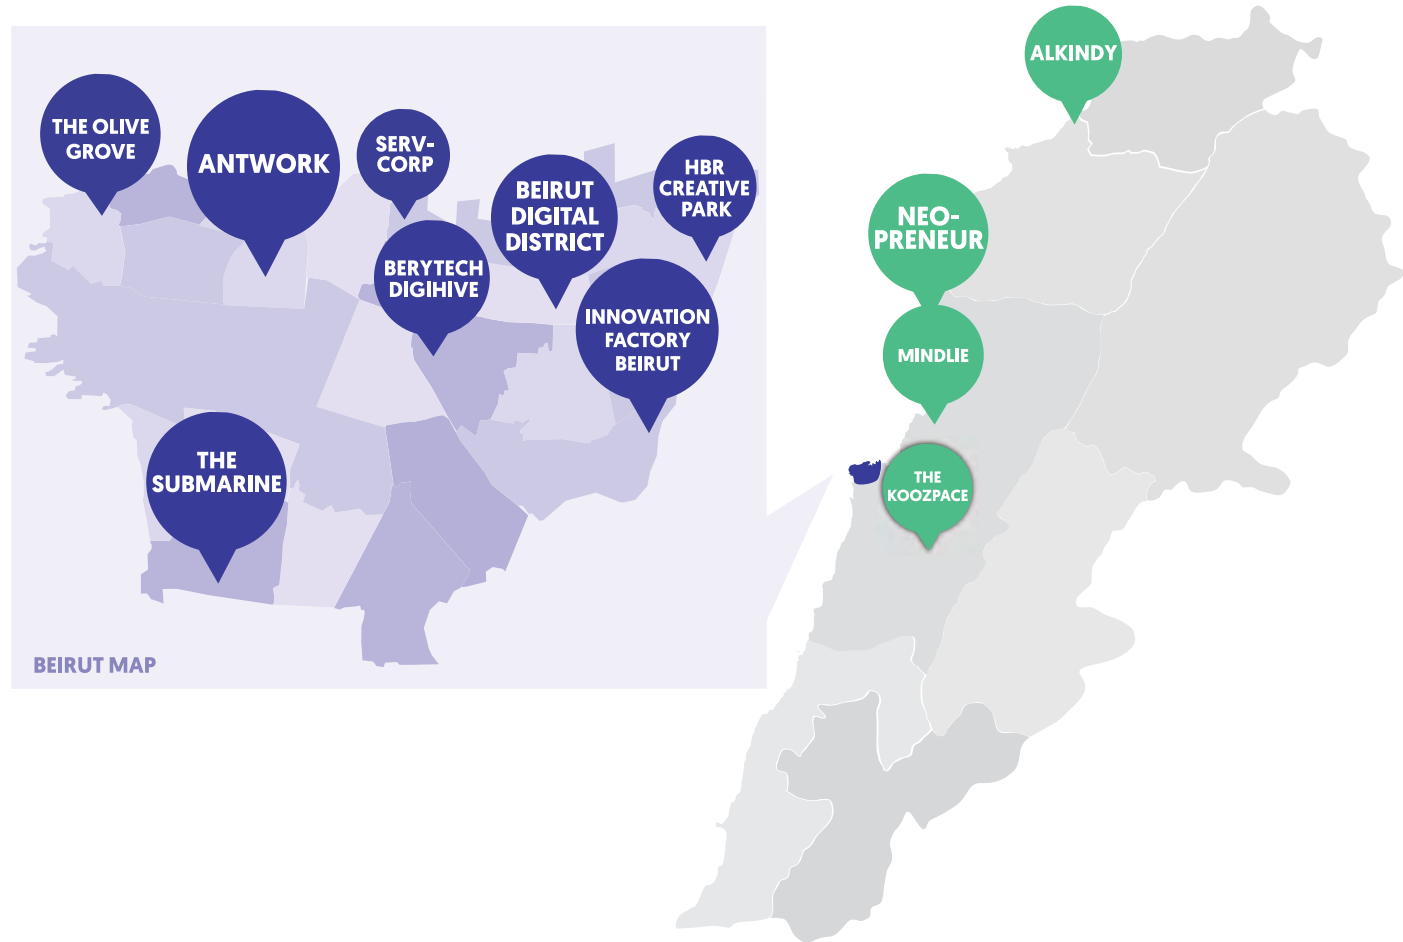 THE OLIVE
GROVE
ANTWORK
SERV-
CORP
BEIRUT
DIGITAL
DISTRICT
HBR
CREATIVE
PARK
BERYTECH
DIGIHIVE
INNOVATION
FACTORY
BEIRUT
THE
SUBMARINE
BEIRUT MAP
ALKINDY
NEO-
PRENEUR
MINDLIE
THE
KOOZPACE